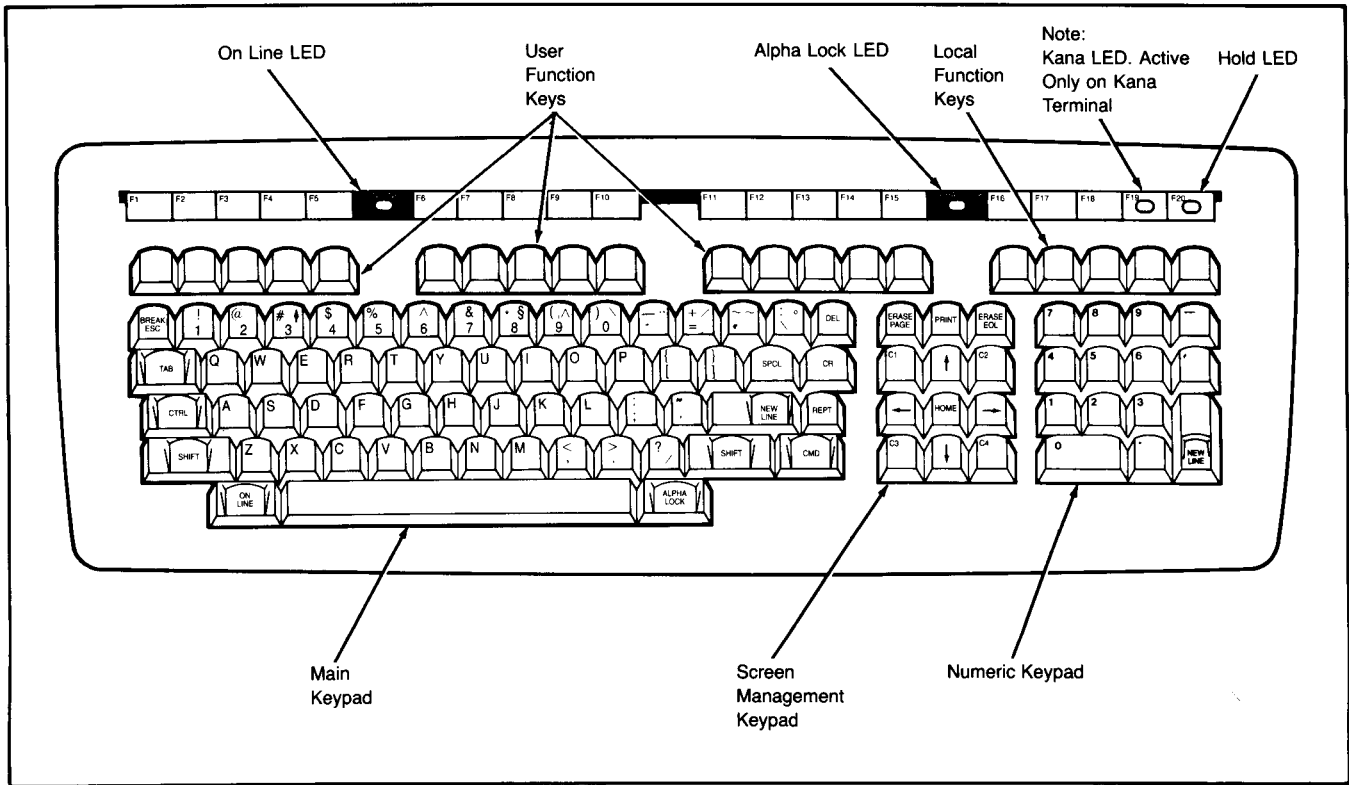 On Line LED
User
Function
Keys
Alpha Lock LED
Local
Function
Keys
Note:
Kana LED. Active
Only on Kana
Terminal
Hold LED
F1 F2 F3 F4 F5 F6 F7 F8 F9 F10 F11 F12 F13 F14 F15 F16 F17 F18 F19 F20
BREAK ESC ! 1 @ 2 # 3 $ 4 % 5 ^ 6 & 7 8 § ( 9 ) 0 + = DEL ERASE PAGE PRINT ERASE EOL 7 8 9 —
TAB Q W E R T Y U I O P SPCL CR C1 ↑ C2 4 5 6 ,
CTRL A S D F G H J K L NEW LINE REPT ← HOME → 1 2 3
SHIFT Z X C V B N M < , > . ? / SHIFT CMD C3 ↓ C4 0 . NEW LINE
ON LINE ALPHA LOCK
Main
Keypad
Screen
Management
Keypad
Numeric Keypad